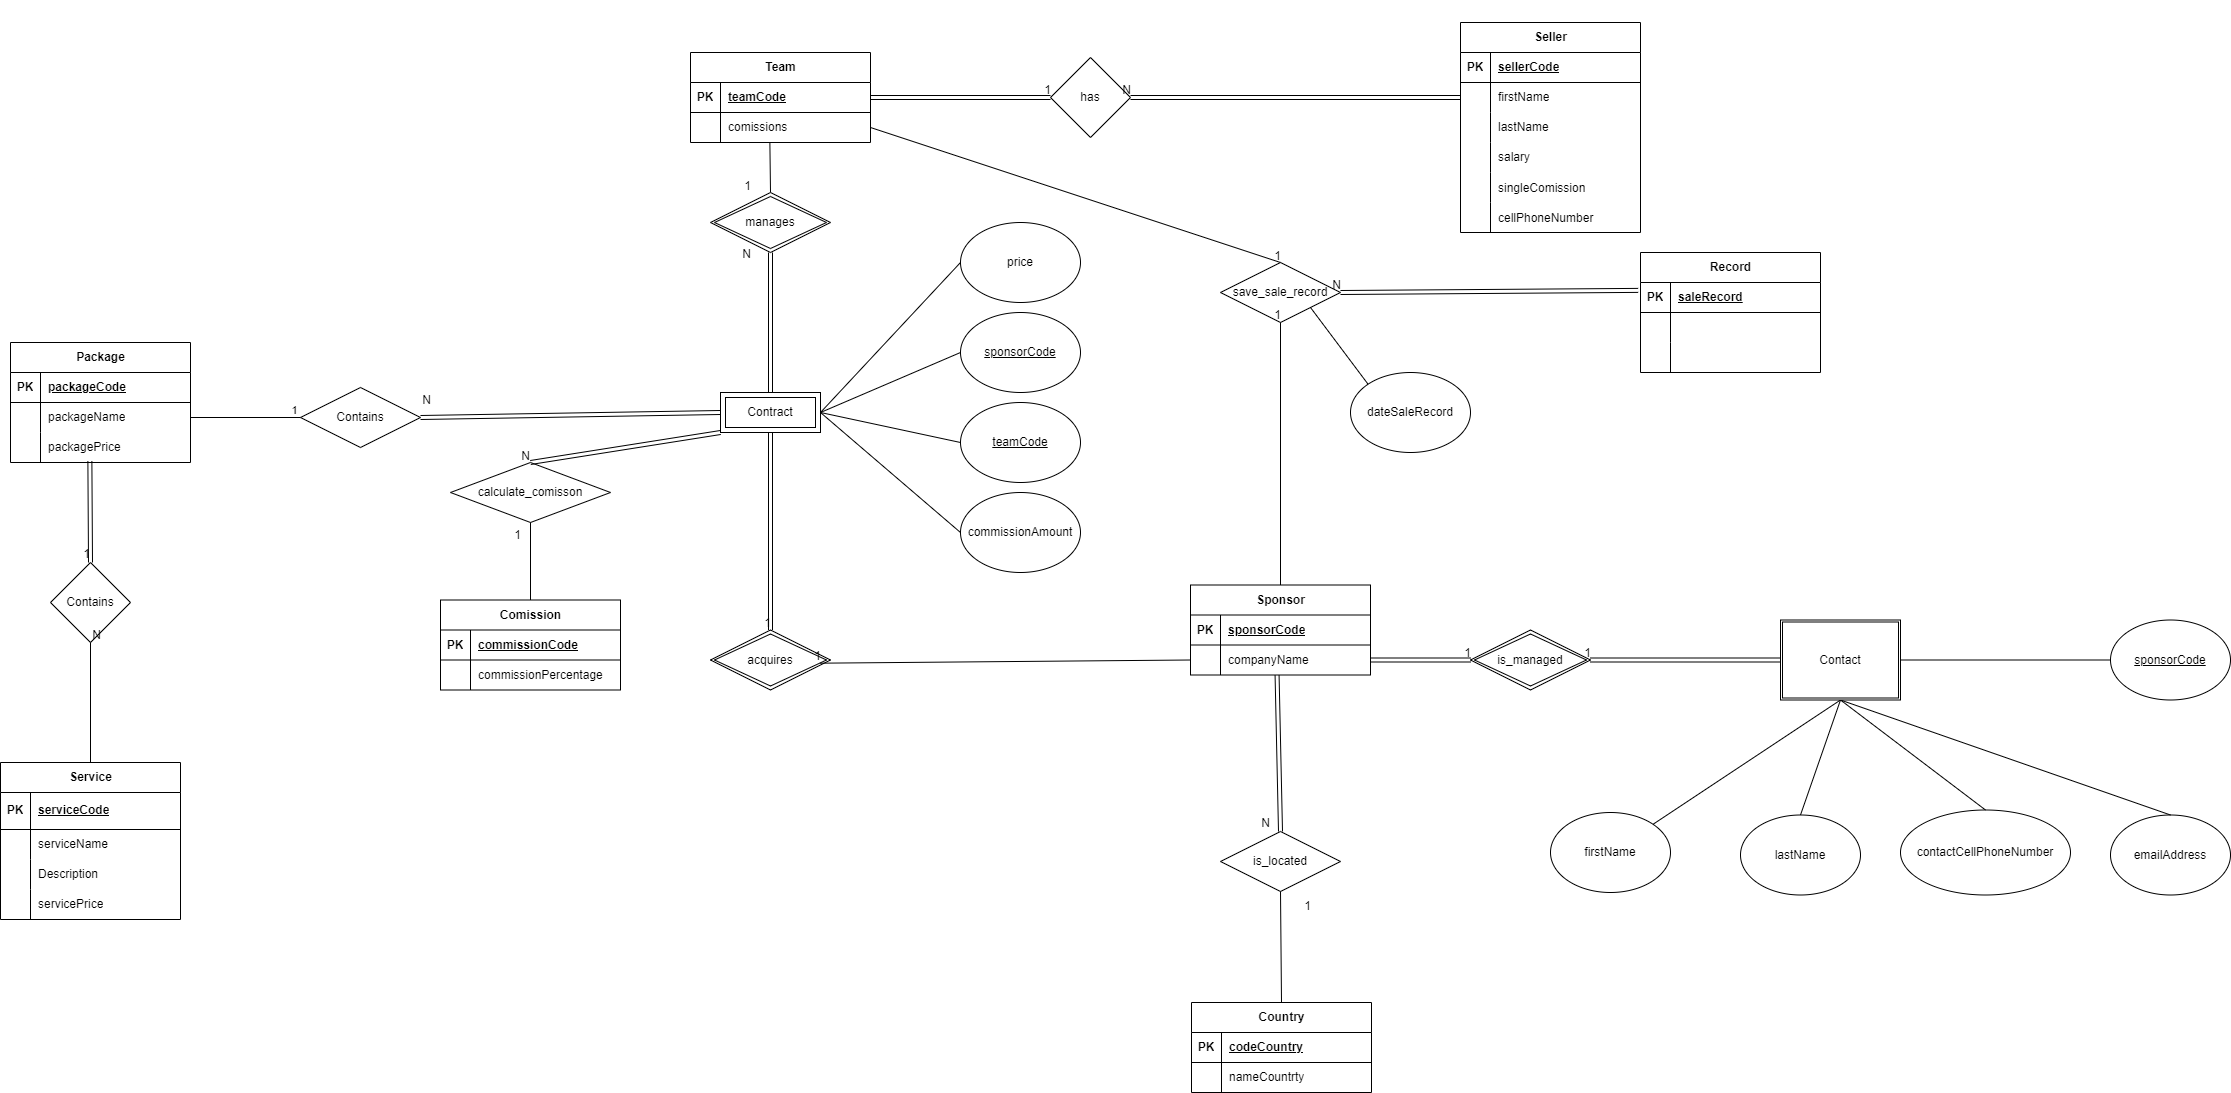 Seller
PK sellerCode
firstName
lastName
salary
singleComission
cellPhoneNumber
Team
PK teamCode
comissions
1
has
N
1
manages
N
price
sponsorCode
teamCode
commissionAmount
1
save_sale_record
N
1
dateSaleRecord
Record
PK saleRecord
Package
PK packageCode
packageName
packagePrice
1
Contains
N
Contract
N
calculate_comisson
1
Comission
PK commissionCode
commissionPercentage
1
Contains
N
Service
PK serviceCode
serviceName
Description
servicePrice
1
acquires
1
Sponsor
PK sponsorCode
companyName
1
is_managed
1
Contact
sponsorCode
firstName
lastName
contactCellPhoneNumber
emailAddress
N
is_located
1
Country
PK codeCountry
nameCountrty